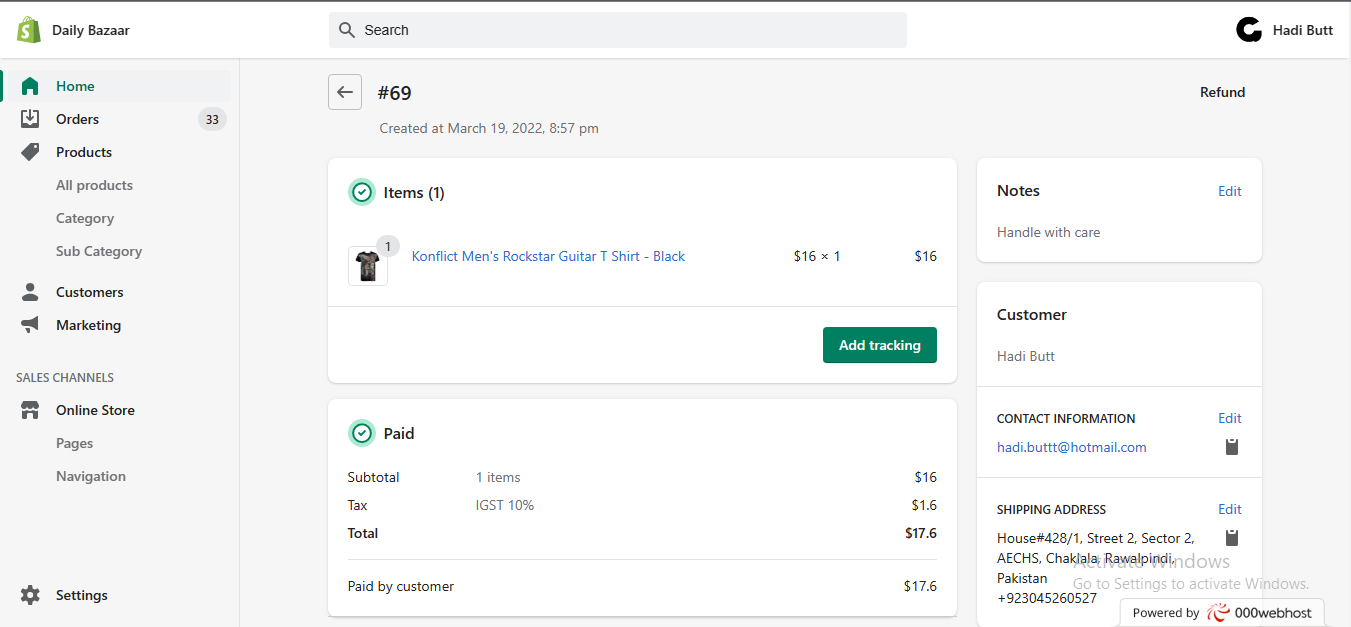 Daily Bazaar
Search
Hadi Butt
Home
Orders 33
Products
All products
Category
Sub Category
Customers
Marketing
SALES CHANNELS
Online Store
Pages
Navigation
Settings
#69
Refund
Created at March 19, 2022, 8:57 pm
Items (1)
1
Konflict Men's Rockstar Guitar T Shirt - Black $16 × 1 $16
Add tracking
Paid
Subtotal 1 items $16
Tax IGST 10% $1.6
Total $17.6
Paid by customer $17.6
Notes Edit
Handle with care
Customer
Hadi Butt
CONTACT INFORMATION Edit
hadi.buttt@hotmail.com
SHIPPING ADDRESS Edit
House#428/1, Street 2, Sector 2,
AECHS, Chaklala, Rawalpindi,
Pakistan
+923045260527
Activate Windows
Go to Settings to activate Windows.
Powered by 000webhost